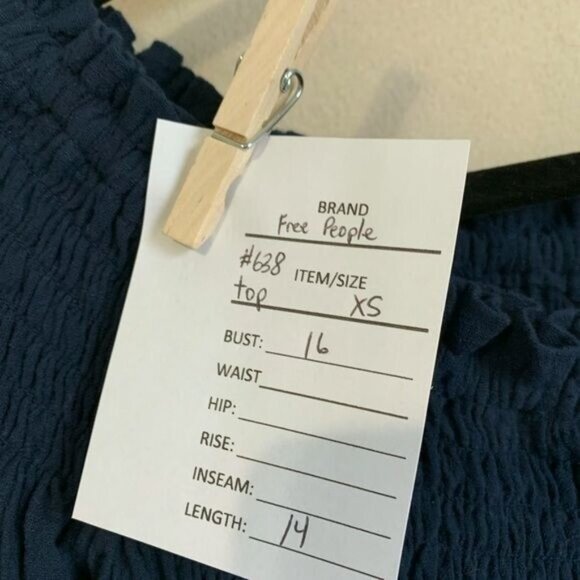 BRAND
Free People
#638 ITEM/SIZE
top XS
BUST: 16
WAIST
HIP:
RISE:
INSEAM:
LENGTH: 14